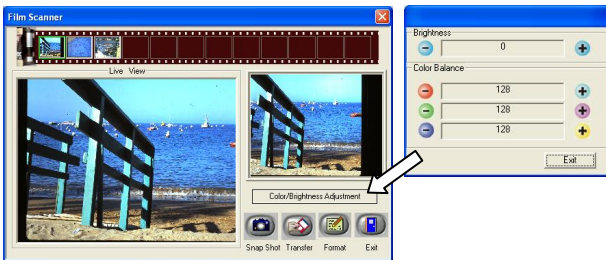 Film Scanner
Live View
Color/Brightness Adjustment
Snap Shot Transfer Format Exit
Brightness
0
Color Balance
128
128
128
Exit